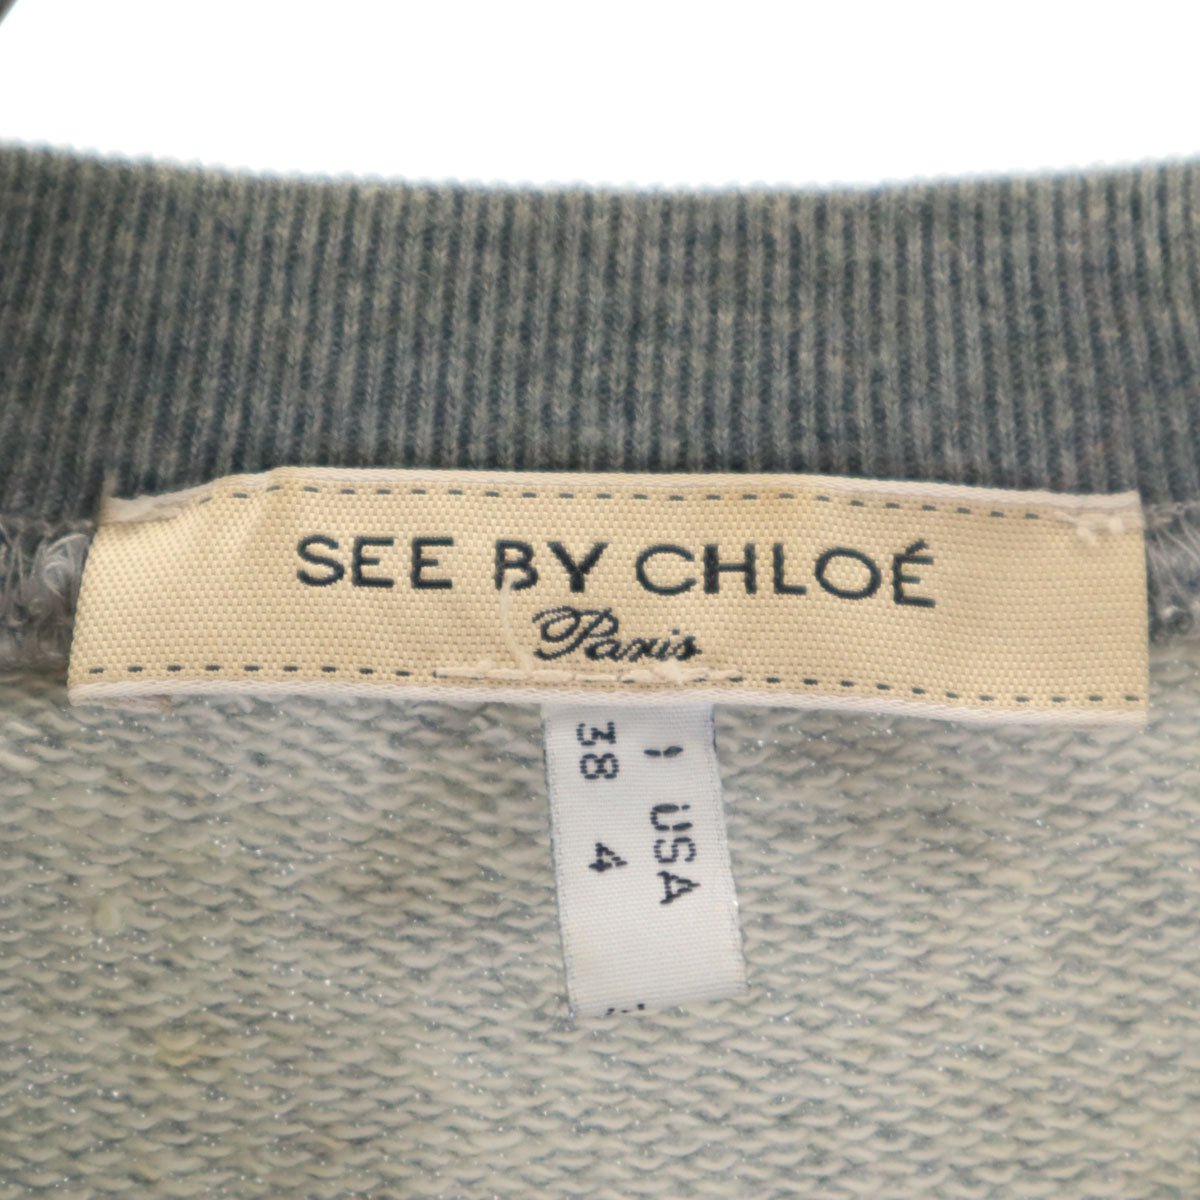 SEE BY CHLOÉ
Paris
I USA
38 4